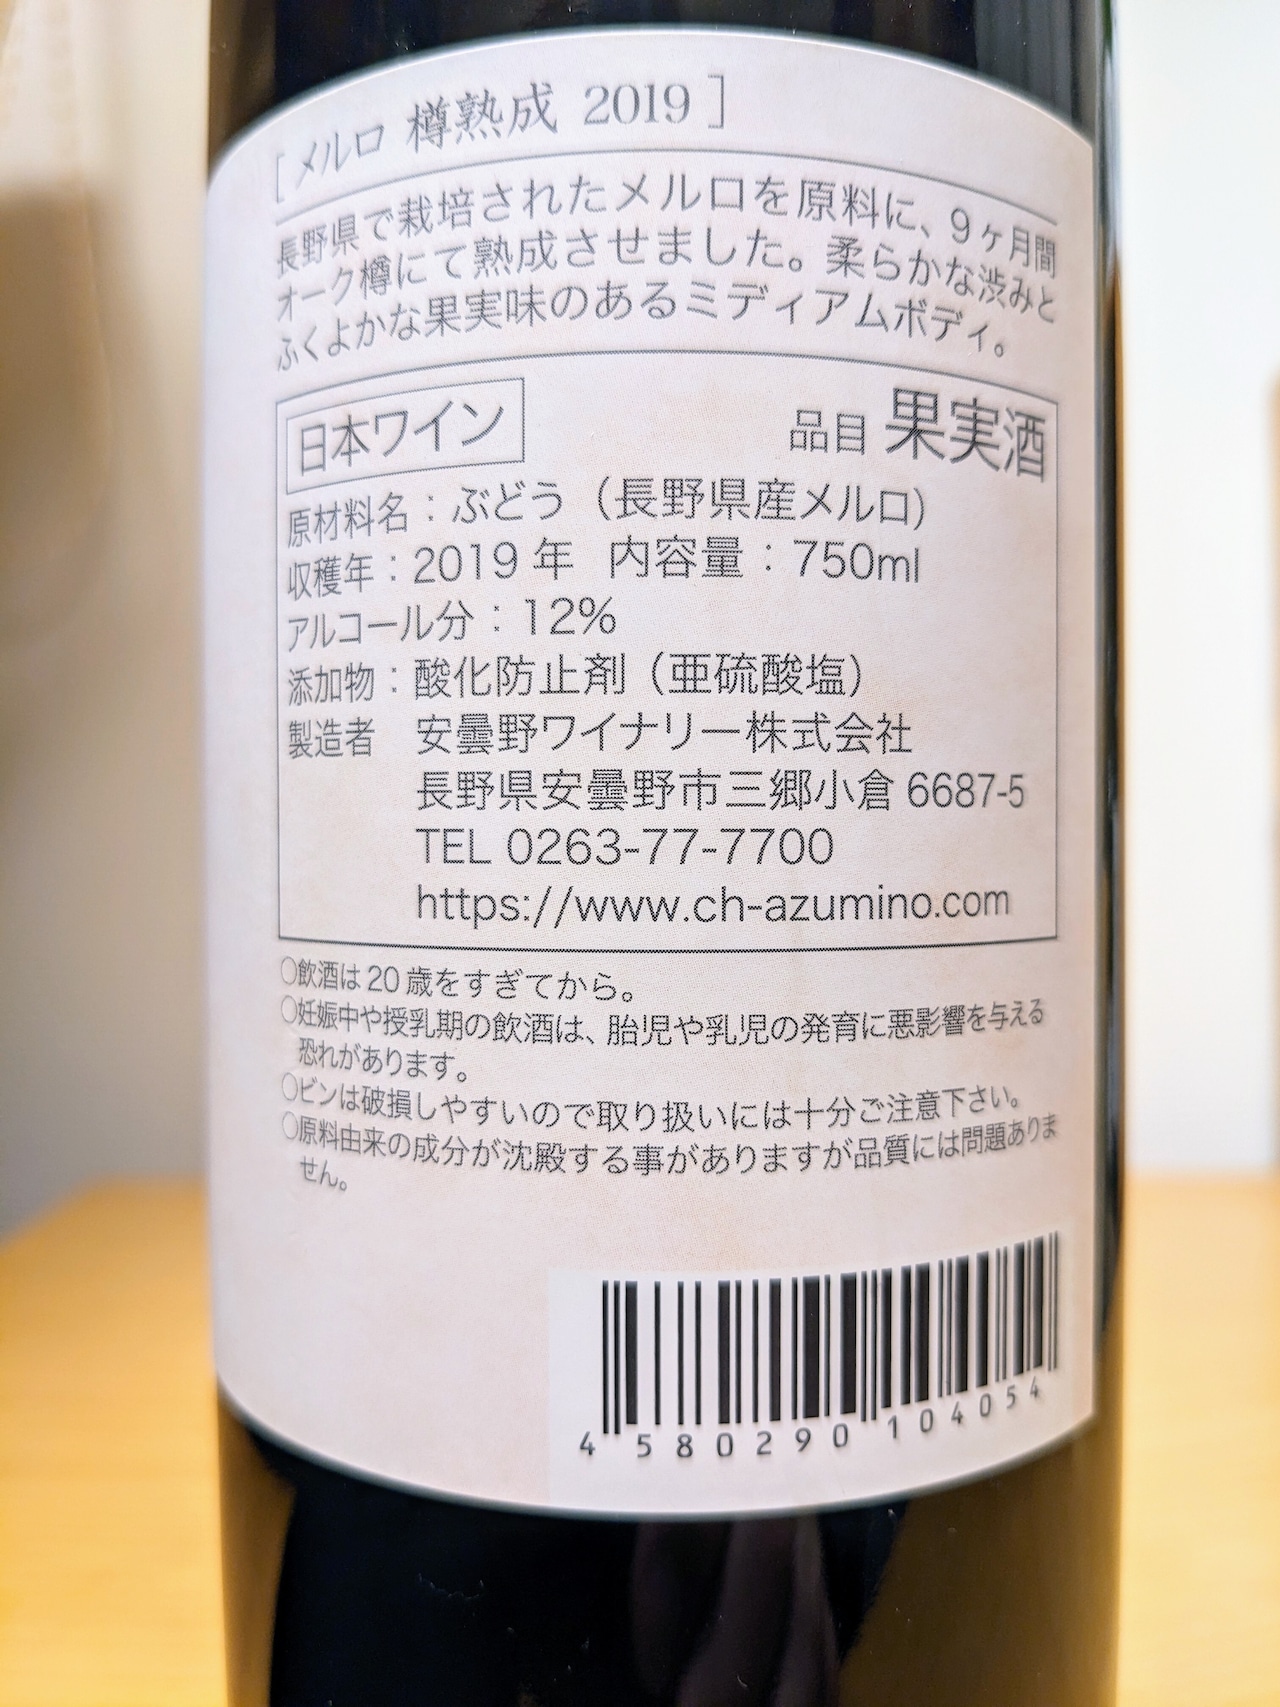 [メルロ 樽熟成 2019]
長野県で栽培されたメルロを原料に、9ヶ月間
オーク樽にて熟成させました。柔らかな渋みと
ふくよかな果実味のあるミディアムボディ。
日本ワイン 品目 果実酒
原材料名：ぶどう（長野県産メルロ）
収穫年：2019年 内容量：750ml
アルコール分：12%
添加物：酸化防止剤（亜硫酸塩）
製造者 安曇野ワイナリー株式会社
長野県安曇野市三郷小倉6687-5
TEL 0263-77-7700
https://www.ch-azumino.com
○飲酒は20歳をすぎてから。
○妊娠中や授乳期の飲酒は、胎児や乳児の発育に悪影響を与える
恐れがあります。
○ビンは破損しやすいので取り扱いには十分ご注意下さい。
○原料由来の成分が沈殿する事がありますが品質には問題ありま
せん。
4 580290 104054